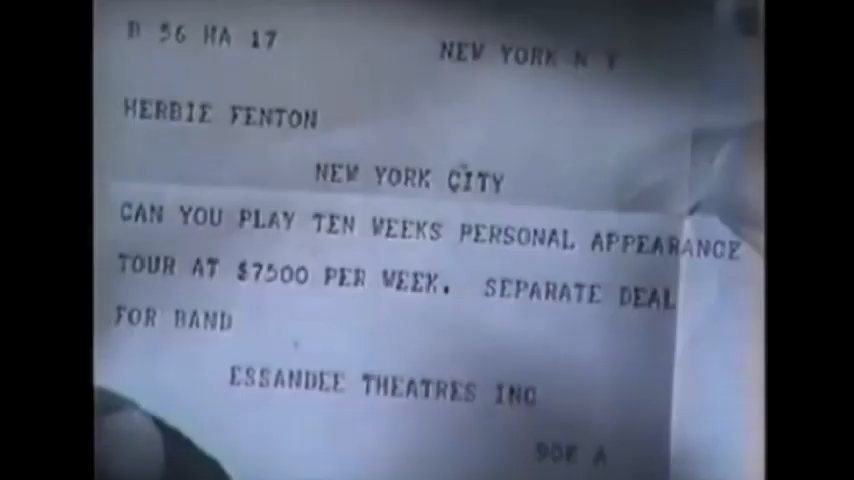 D 56 HA 17 NEW YORK N Y
HERBIE FENTON
NEW YORK CITY
CAN YOU PLAY TEN WEEKS PERSONAL APPEARANCE
TOUR AT $7500 PER WEEK. SEPARATE DEAL
FOR BAND
ESSANDEE THEATRES INC
A